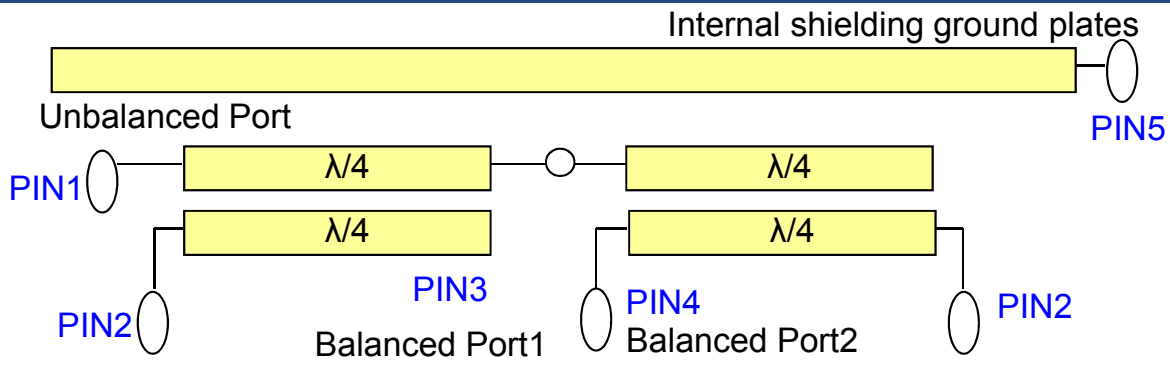 Internal shielding ground plates
Unbalanced Port
PIN5
PIN1
λ/4
λ/4
λ/4
λ/4
PIN2
PIN3
PIN4
PIN2
Balanced Port1
Balanced Port2